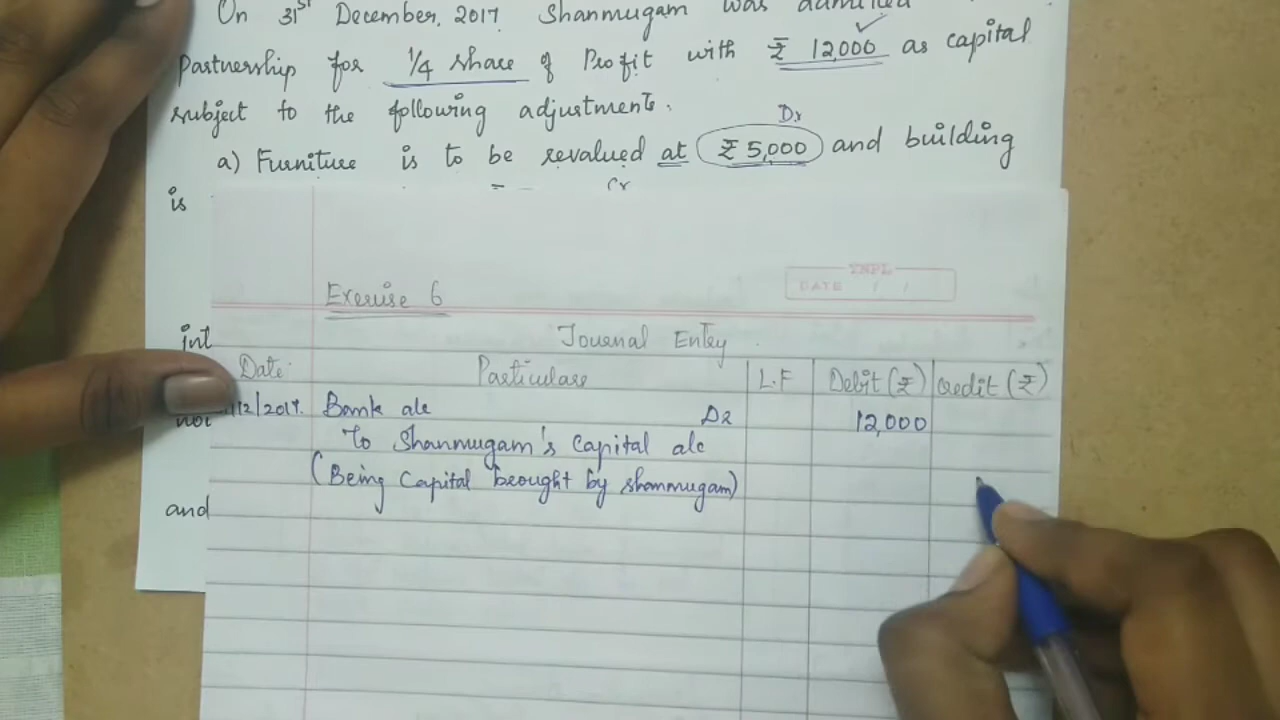 On 31st December, 2017 Shanmugam was admitted
Partnership for 1/4 share of Profit with ₹ 12,000 as capital
subject to the following adjustments.
Dr
a) Furniture is to be revalued at ₹ 5,000 and building
Cr
is
TNPL
DATE / /
Exercise 6
int
Journal Entry
Date Particulars L.F Debit (₹) Credit (₹)
/12/2017. Bank a/c Dr 12,000
To Shanmugam's Capital a/c
(Being Capital brought by Shanmugam)
and